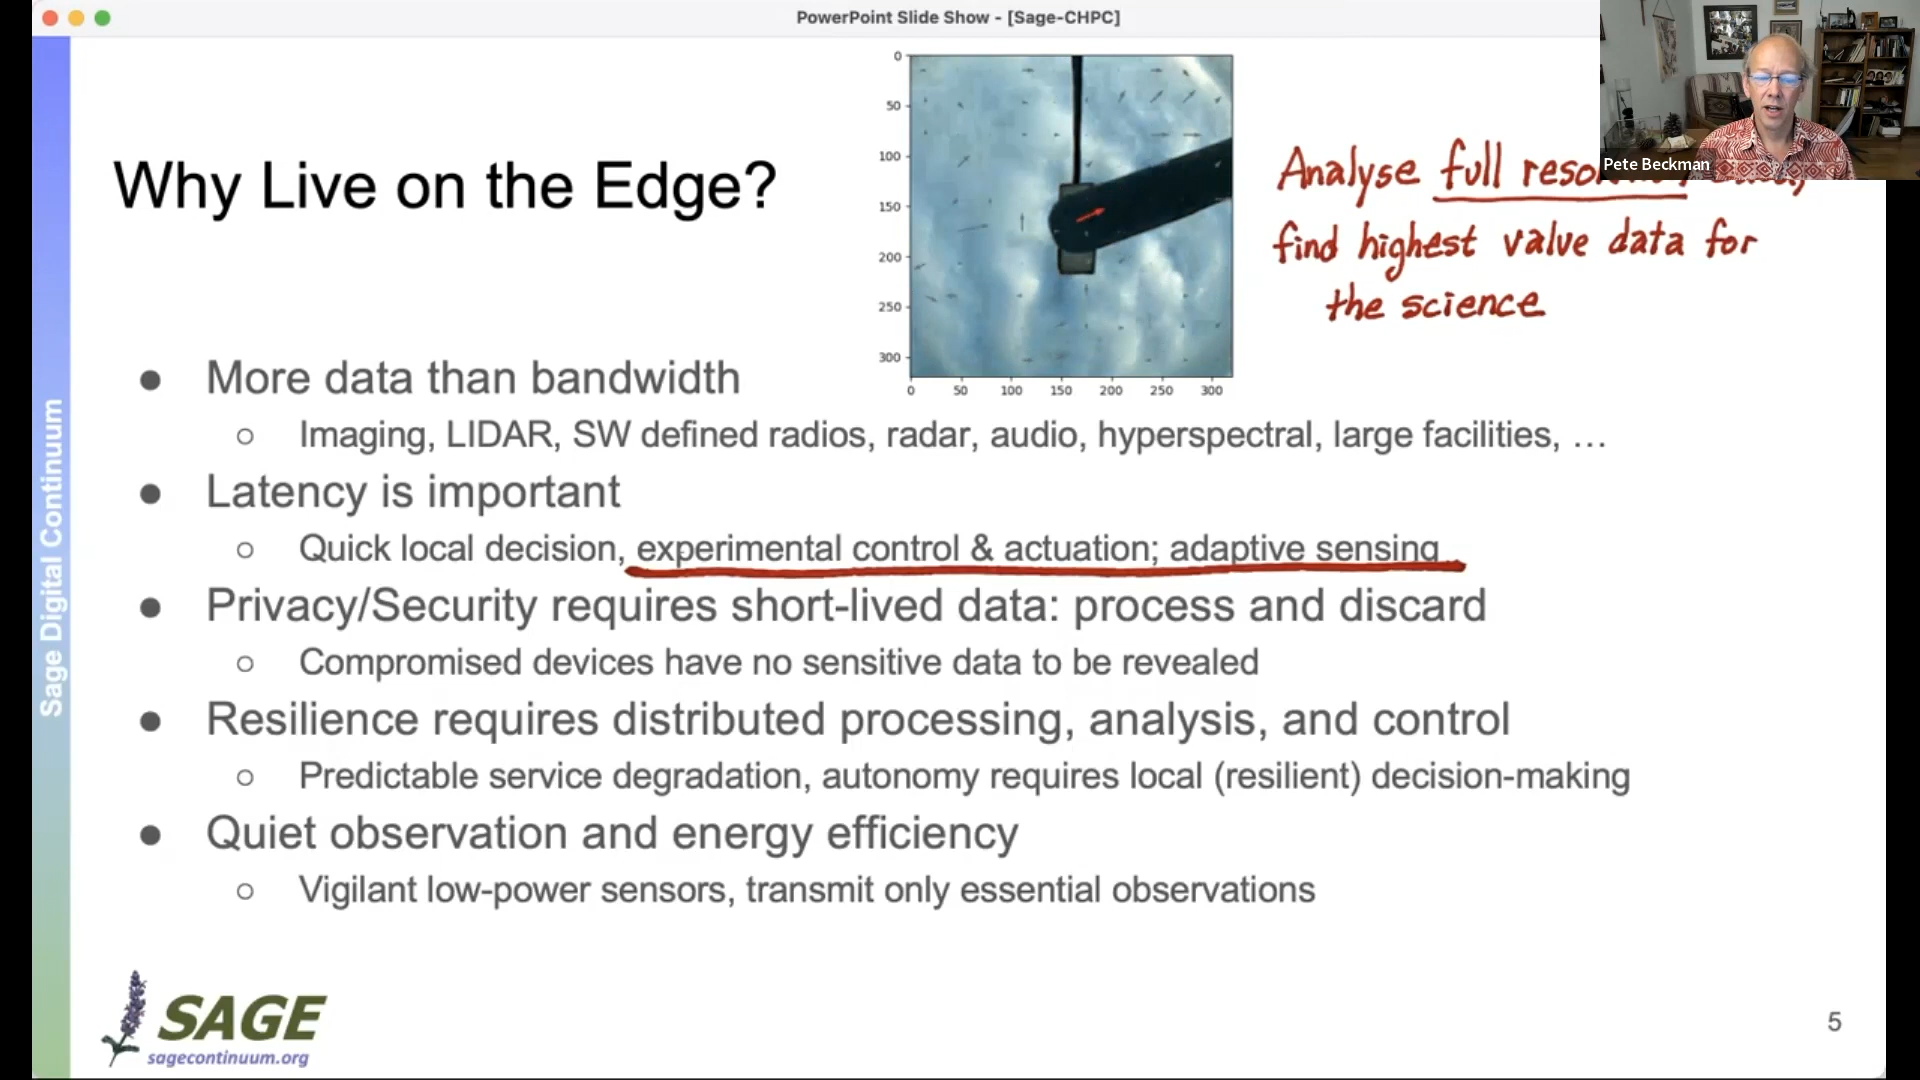 PowerPoint Slide Show - [Sage-CHPC]
Pete Beckman
Why Live on the Edge?
0
50
100
150
200
250
300
0 50 100 150 200 250 300
Analyse full
find highest value data for
the science
● More data than bandwidth
○ Imaging, LIDAR, SW defined radios, radar, audio, hyperspectral, large facilities, …
● Latency is important
○ Quick local decision, experimental control & actuation; adaptive sensing
● Privacy/Security requires short-lived data: process and discard
○ Compromised devices have no sensitive data to be revealed
● Resilience requires distributed processing, analysis, and control
○ Predictable service degradation, autonomy requires local (resilient) decision-making
● Quiet observation and energy efficiency
○ Vigilant low-power sensors, transmit only essential observations
Sage Digital Continuum
SAGE
sagecontinuum.org
5